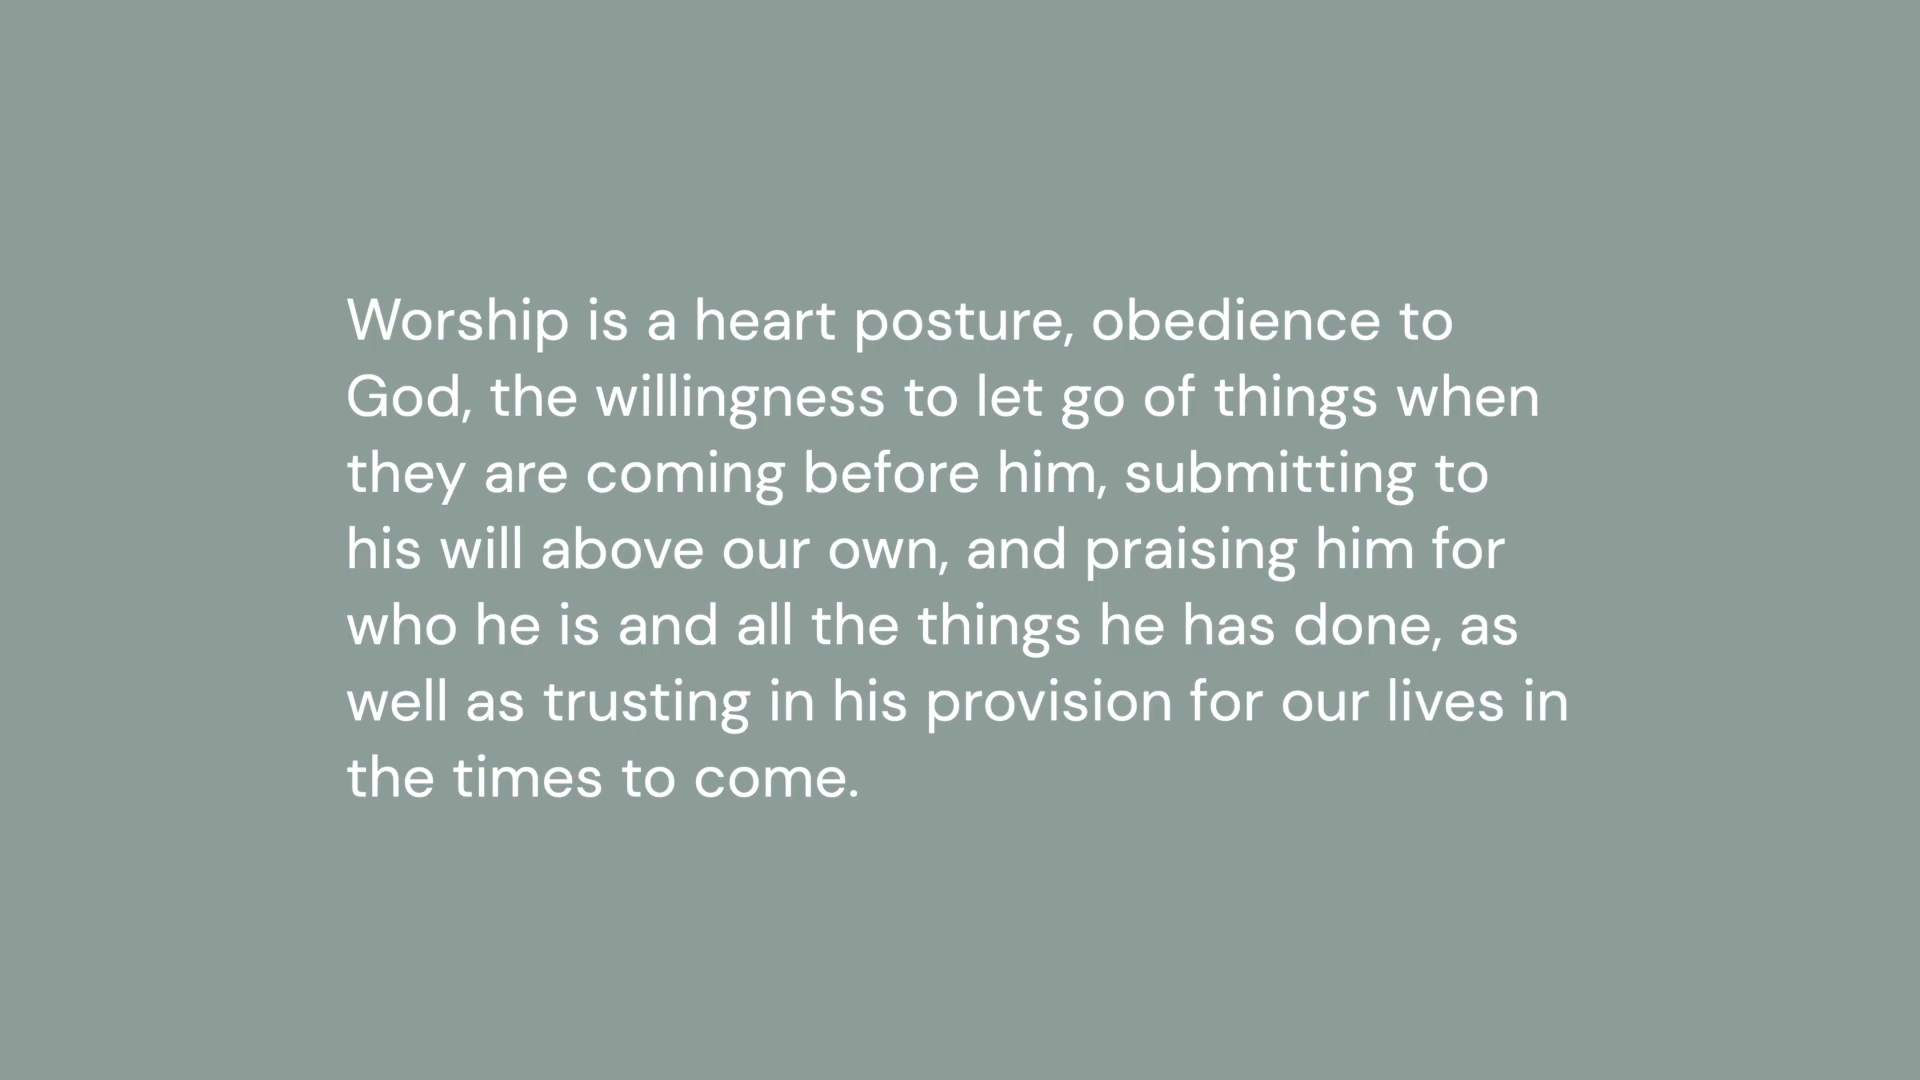 Worship is a heart posture, obedience to
God, the willingness to let go of things when
they are coming before him, submitting to
his will above our own, and praising him for
who he is and all the things he has done, as
well as trusting in his provision for our lives in
the times to come.